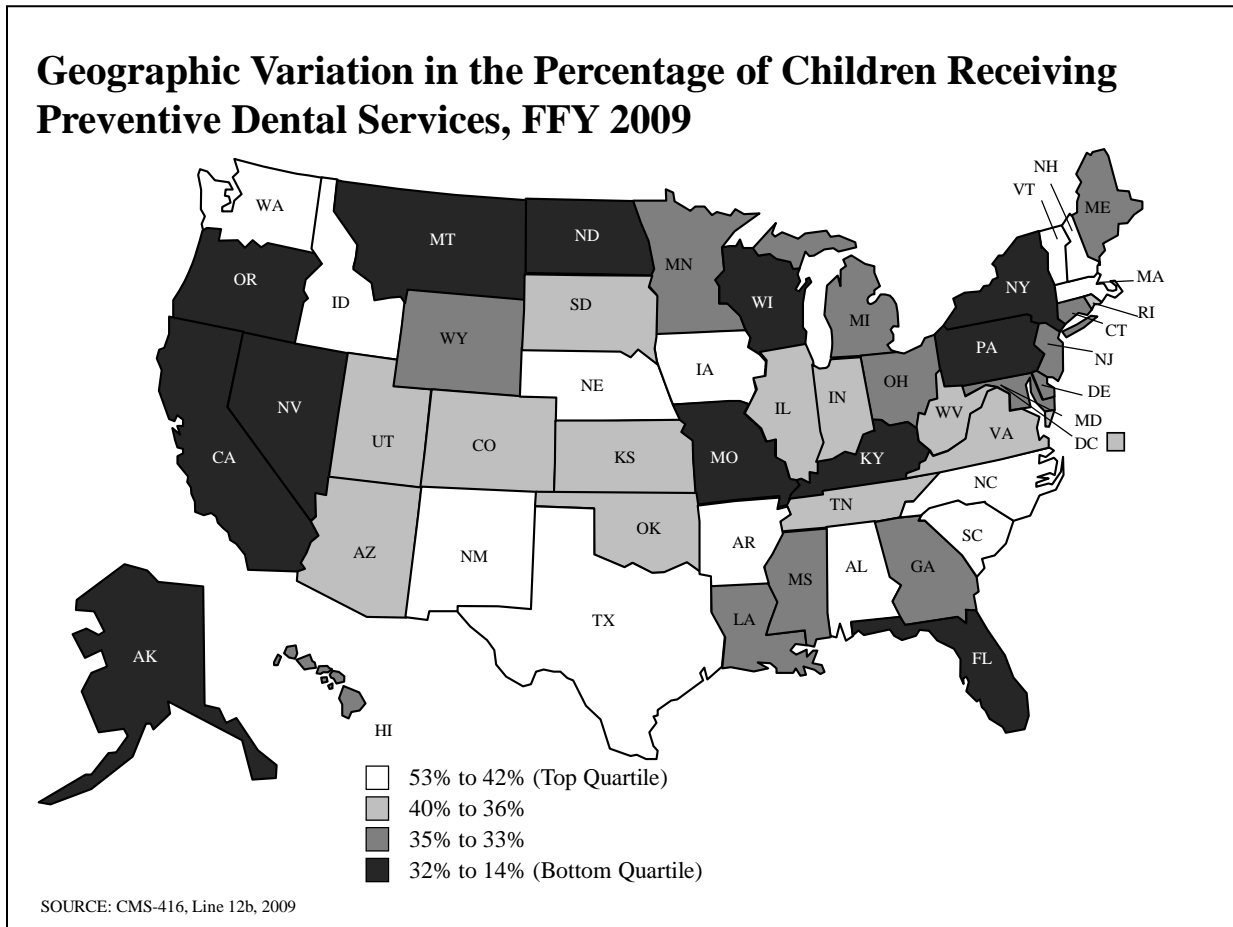 Geographic Variation in the Percentage of Children Receiving
Preventive Dental Services, FFY 2009
NH
VT
WA
ME
MT
ND
MN
OR
MA
ID
SD
WI
NY
RI
WY
MI
CT
PA
NJ
IA
NE
OH
DE
NV
IL
IN
UT
CO
WV
MD
VA
DC
CA
KS
MO
KY
NC
TN
OK
AZ
NM
AR
SC
MS
AL
GA
TX
LA
AK
FL
HI
53% to 42% (Top Quartile)
40% to 36%
35% to 33%
32% to 14% (Bottom Quartile)
SOURCE: CMS-416, Line 12b, 2009